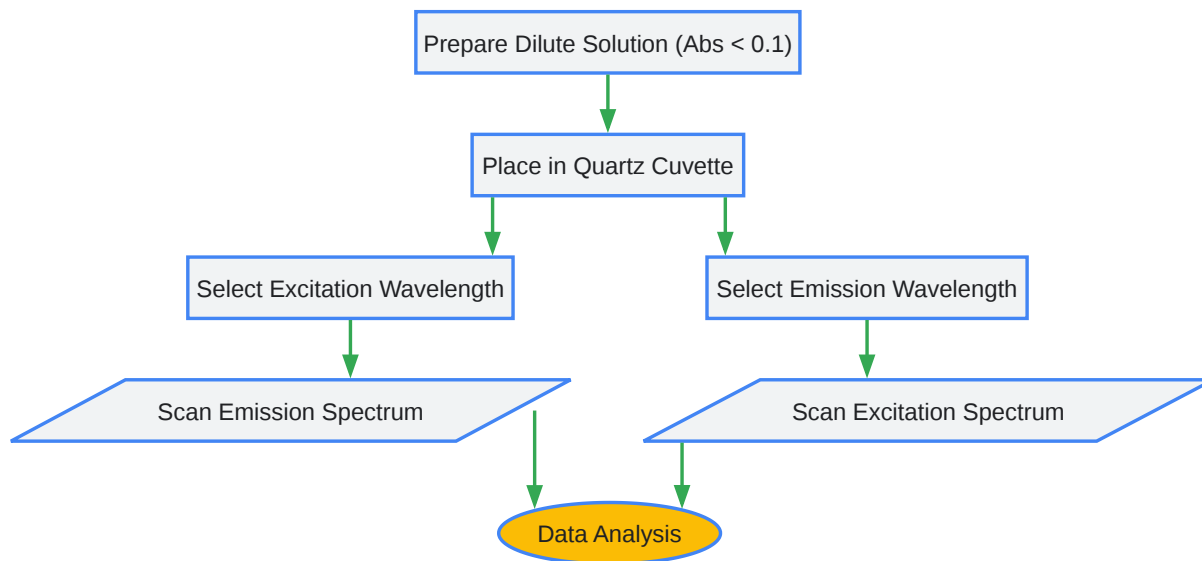 Prepare Dilute Solution (Abs < 0.1)
Place in Quartz Cuvette
Select Excitation Wavelength
Select Emission Wavelength
Scan Emission Spectrum
Scan Excitation Spectrum
Data Analysis